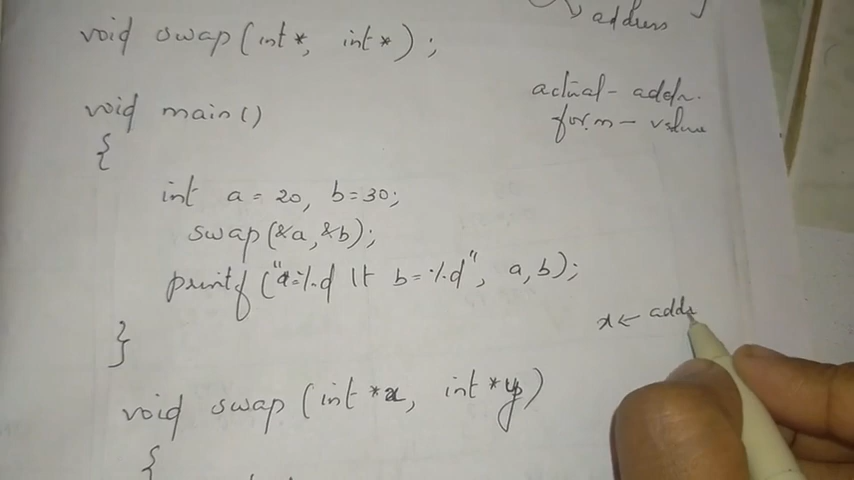 address ]
void swap(int*, int*);
actual - addr.
form - value
void main()
{
int a = 20, b=30;
swap(&a,&b);
printf("a=%d \t b=%d", a,b);
x ← addr
}
void swap(int *x, int *y)
{